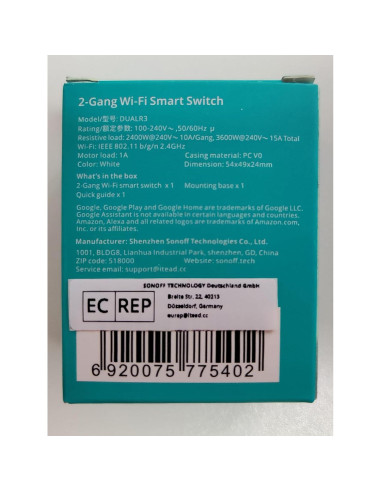 2-Gang Wi-Fi Smart Switch
Model/型号: DUALR3
Rating/额定参数: 100-240V~ ,50/60Hz μ
Resistive load: 2400W@240V~ 10A/Gang, 3600W@240V~ 15A Total
Wi-Fi: IEEE 802.11 b/g/n 2.4GHz
Motor load: 1A Casing material: PC V0
Color: White Dimension: 54x49x24mm
What's in the box
2-Gang Wi-Fi smart switch x 1 Mounting base x 1
Quick guide x 1
Google, Google Play and Google Home are trademarks of Google LLC.
Google Assistant is not available in certain languages and countries.
Amazon, Alexa and all related logos are trademarks of Amazon.com,
Inc. or its affiliates.
Manufacturer: Shenzhen Sonoff Technologies Co., Ltd.
1001, BLDG8, Lianhua Industrial Park, shenzhen, GD, China
ZIP code: 518000 Website: sonoff.tech
Service email: support@itead.cc
SONOFF TECHNOLOGY Deutschland GmbH
EC REP
Breite Str. 22, 40213
Düsseldorf, Germany
eurep@itead.cc
6 920075 775402